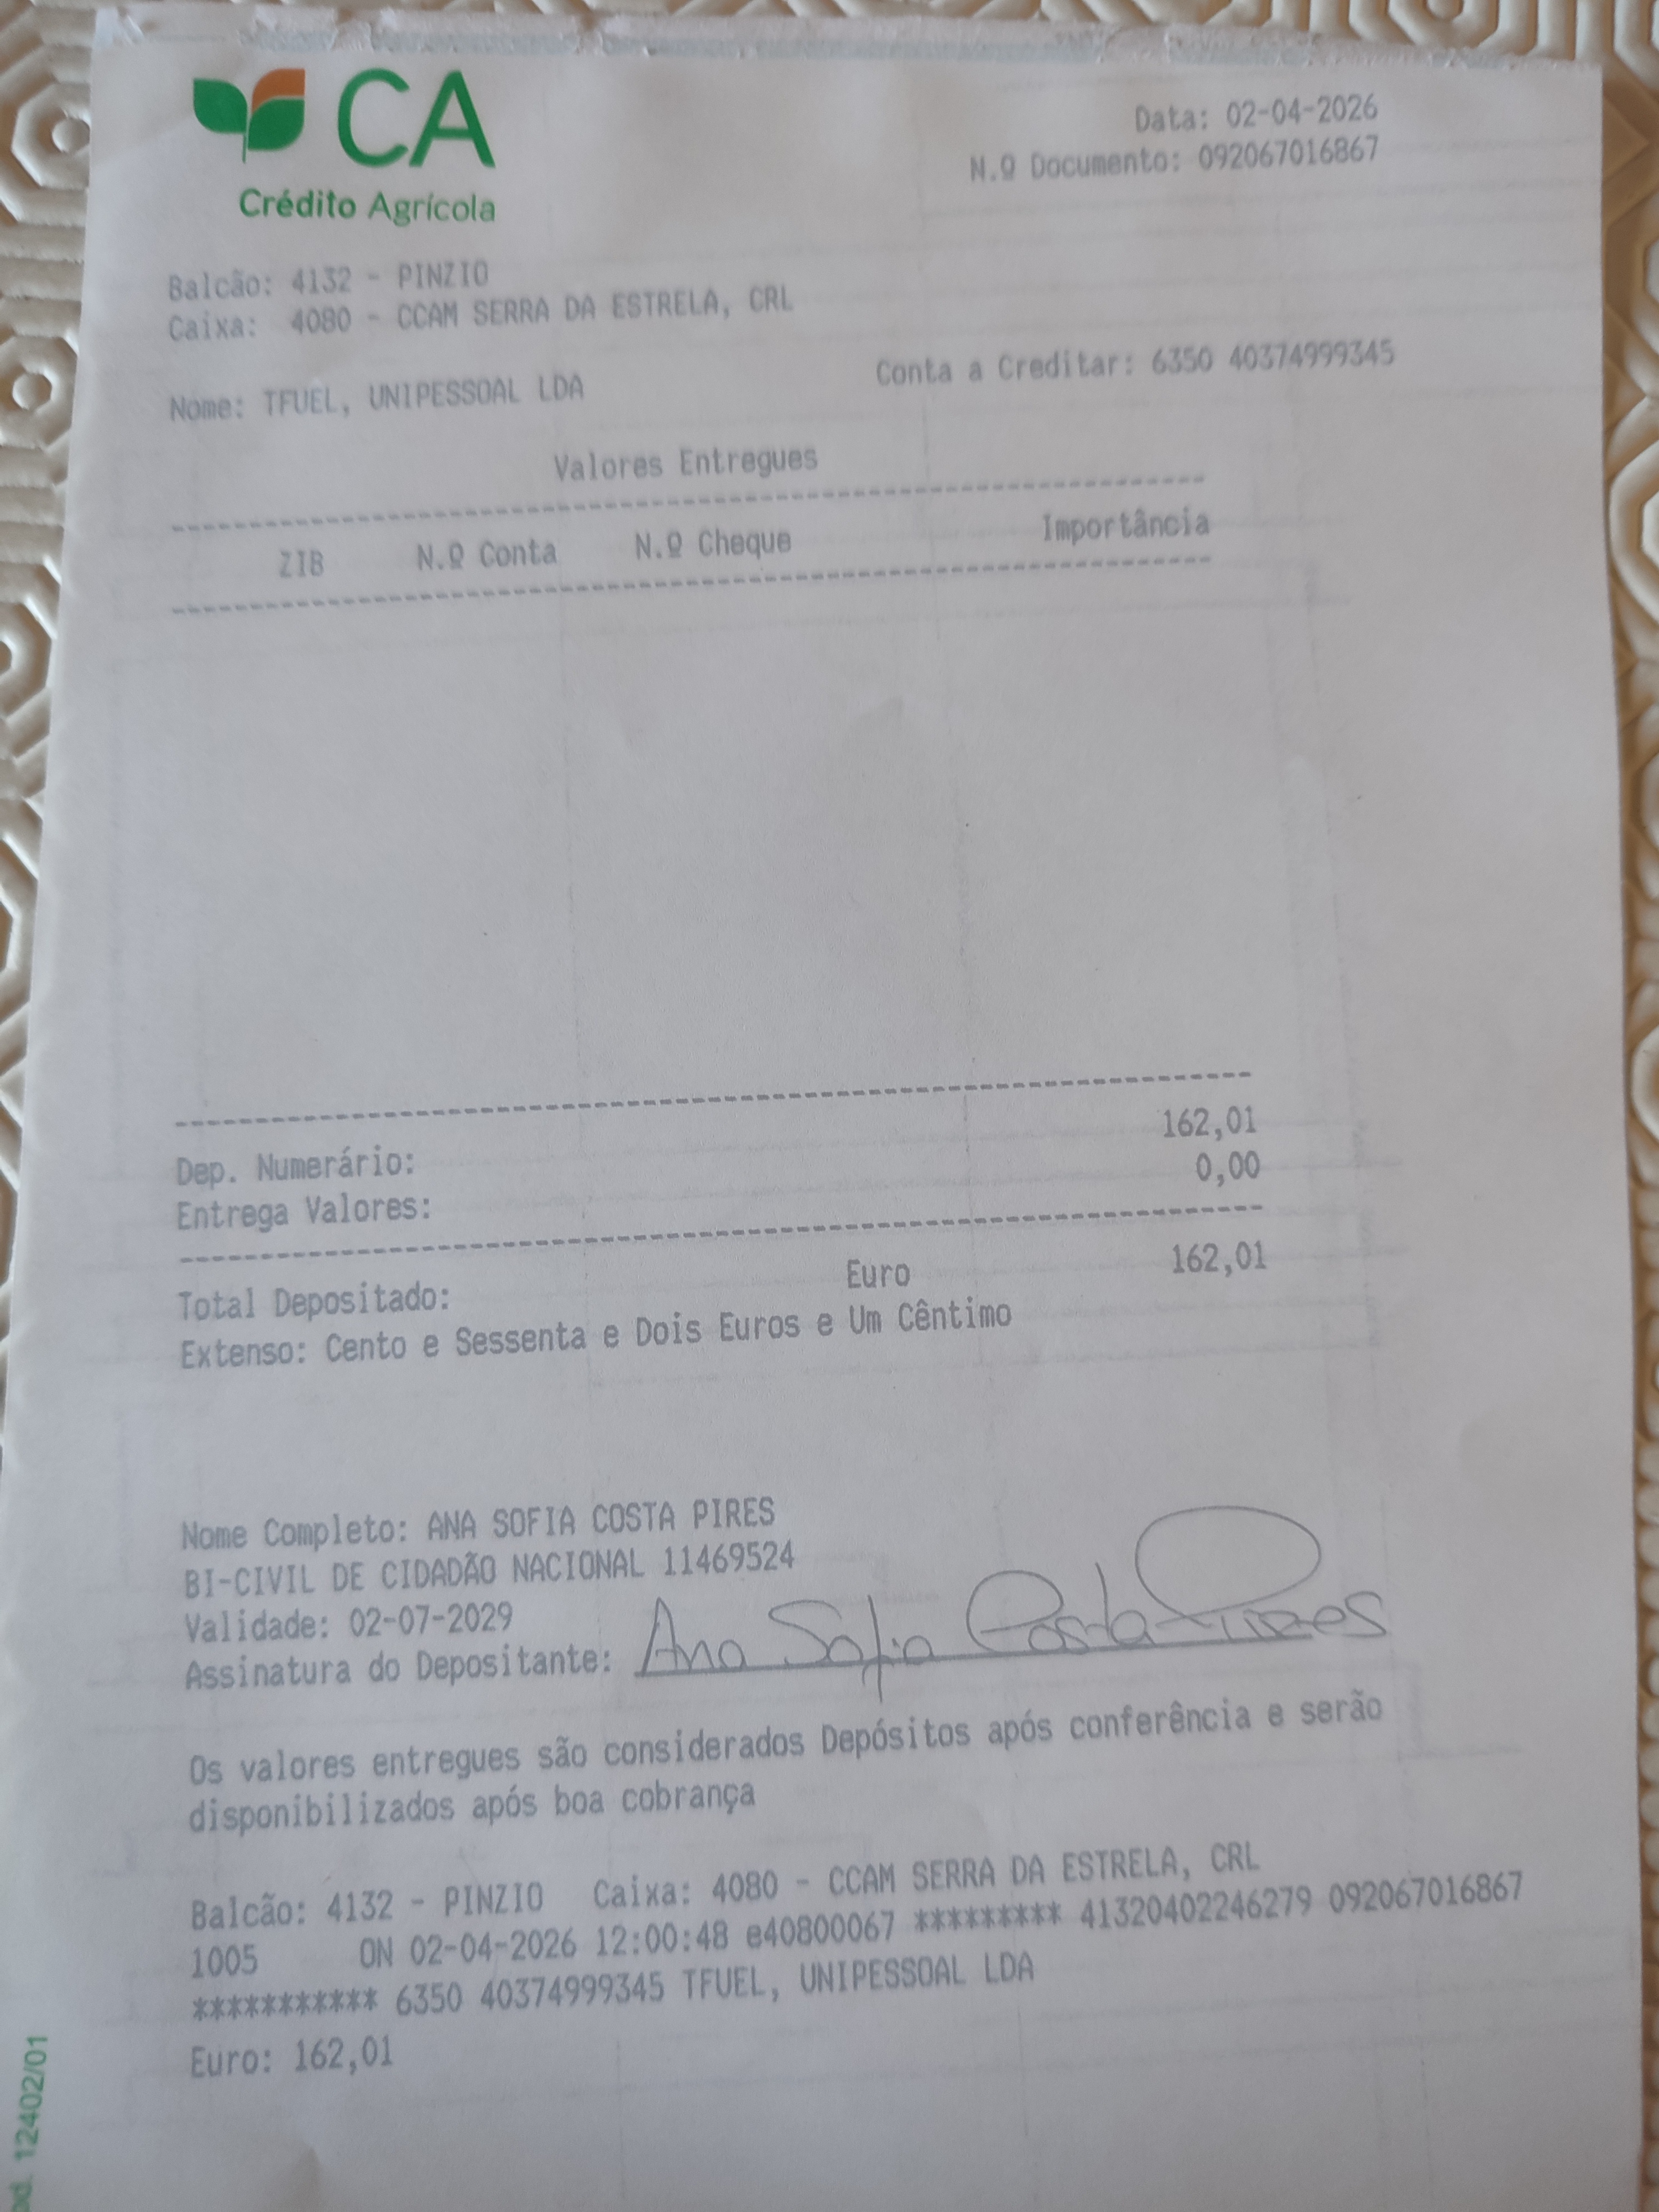 CA
Crédito Agrícola
Data: 02-04-2026
N.º Documento: 092067016867
Balcão: 4132 - PINZIO
Caixa: 4080 - CCAM SERRA DA ESTRELA, CRL
Conta a Creditar: 6350 40374999345
Nome: TFUEL, UNIPESSOAL LDA
Valores Entregues
ZIB N.º Conta N.º Cheque Importância
Dep. Numerário: 162,01
Entrega Valores: 0,00
Total Depositado: Euro 162,01
Extenso: Cento e Sessenta e Dois Euros e Um Cêntimo
Nome Completo: ANA SOFIA COSTA PIRES
BI-CIVIL DE CIDADÃO NACIONAL 11469524
Validade: 02-07-2029
Assinatura do Depositante: Ana Sofia Costa Pires
Os valores entregues são considerados Depósitos após conferência e serão
disponibilizados após boa cobrança
Balcão: 4132 - PINZIO Caixa: 4080 - CCAM SERRA DA ESTRELA, CRL
1005 ON 02-04-2026 12:00:48 e40800067 ********* 41320402246279 092067016867
*********** 6350 40374999345 TFUEL, UNIPESSOAL LDA
Euro: 162,01
12402/01